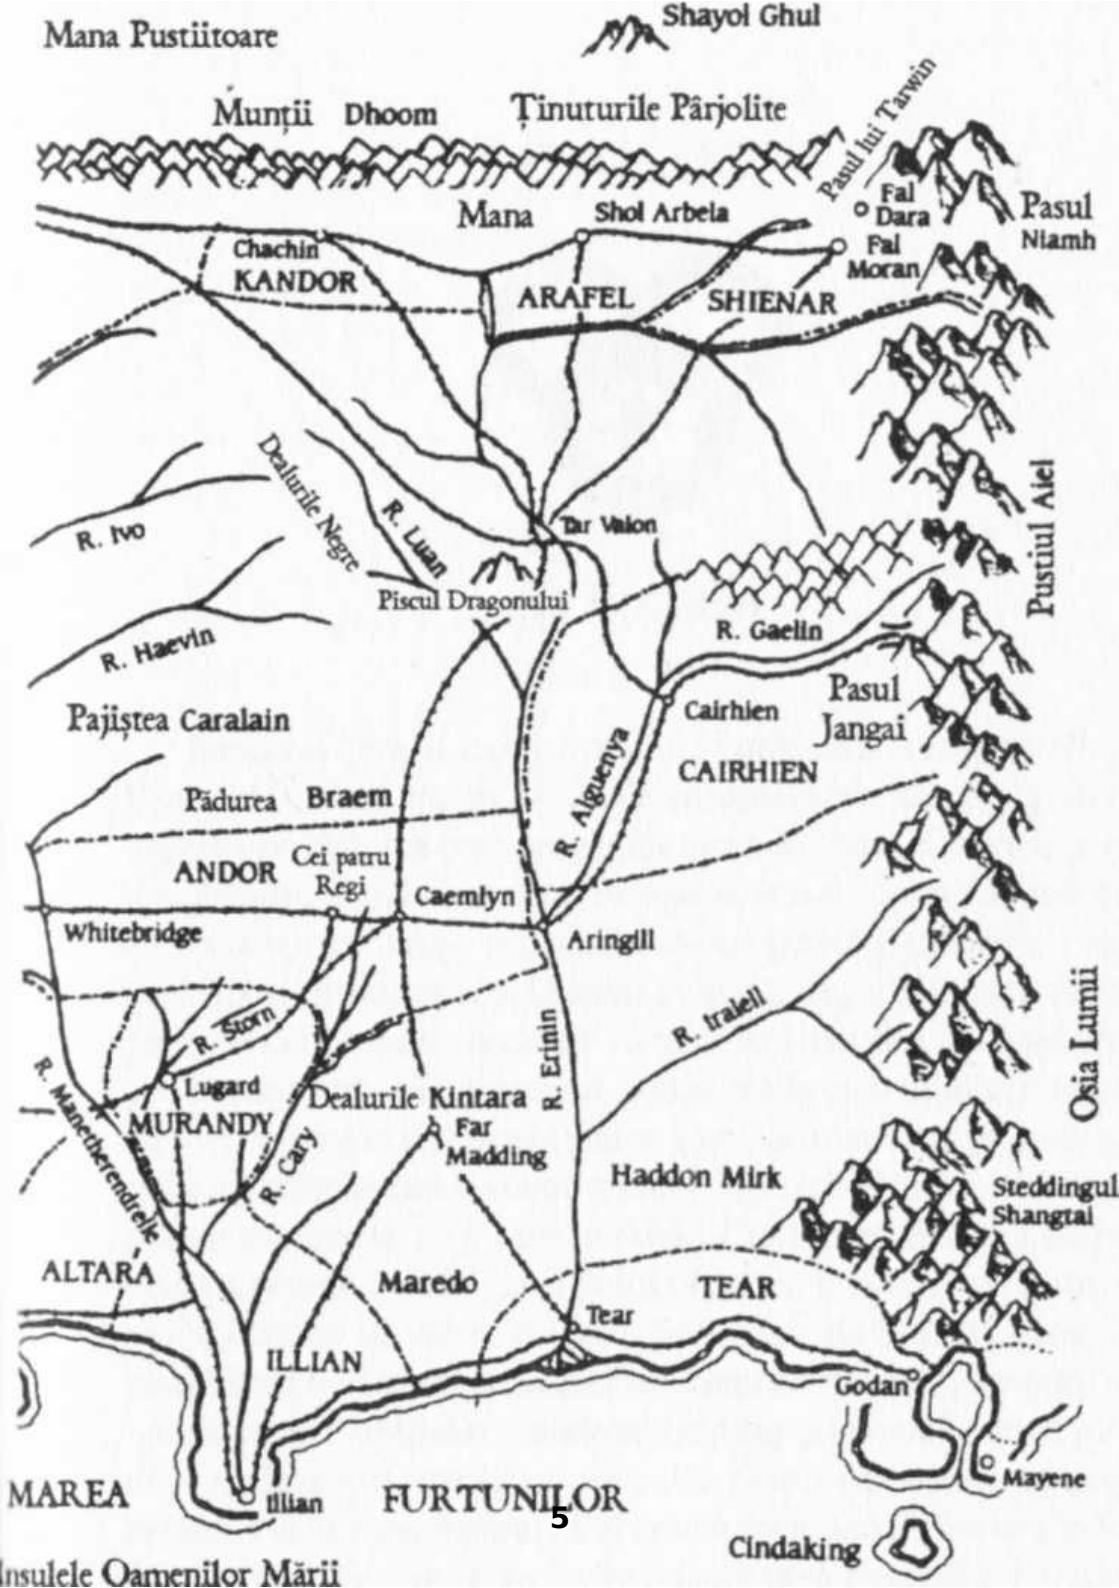 Shayol Ghul
Mana Pustiitoare
Munții Dhoom
Ținuturile Pârjolite
Pasul lui Tarwin
Fal
Dara
Pasul
Niamh
Mana
Shol Arbela
Chachin
KANDOR
Fal
Moran
ARAFEL
SHIENAR
Dealurile Negre
R. Luan
R. Ivo
Tar Valon
Pustiul Aiel
Piscul Dragonului
R. Haevin
R. Gaelin
Pasul
Jangai
Pajiștea Caralain
Cairhien
CAIRHIEN
R. Alguenya
Pădurea Braem
ANDOR
Cei patru
Regi
Caemlyn
Whitebridge
Aringill
R. Storn
R. Iralell
R. Erinin
Osia Lumii
Lugard
R. Manetherendrelle
MURANDY
Dealurile Kintara
R. Cary
Far
Madding
Haddon Mirk
Steddingul
Shangtai
ALTARA
Maredo
TEAR
Tear
ILLIAN
Godan
Mayene
MAREA
Illian
FURTUNILOR
5
Cindaking
Insulele Oamenilor Mării